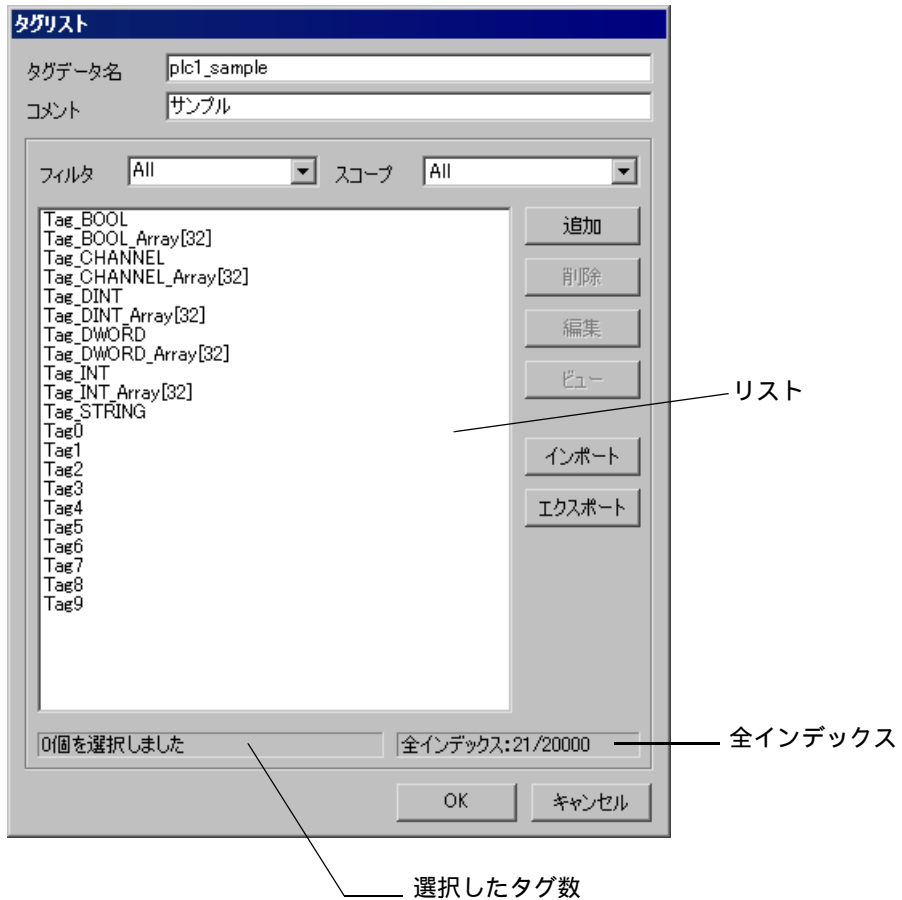 タグリスト
タグデータ名 plc1_sample
コメント サンプル
フィルタ All スコープ All
Tag_BOOL
Tag_BOOL_Array[32]
Tag_CHANNEL
Tag_CHANNEL_Array[32]
Tag_DINT
Tag_DINT_Array[32]
Tag_DWORD
Tag_DWORD_Array[32]
Tag_INT
Tag_INT_Array[32]
Tag_STRING
Tag0
Tag1
Tag2
Tag3
Tag4
Tag5
Tag6
Tag7
Tag8
Tag9
追加
削除
編集
ビュー
インポート
エクスポート
リスト
0個を選択しました 全インデックス:21/20000
全インデックス
OK キャンセル
選択したタグ数